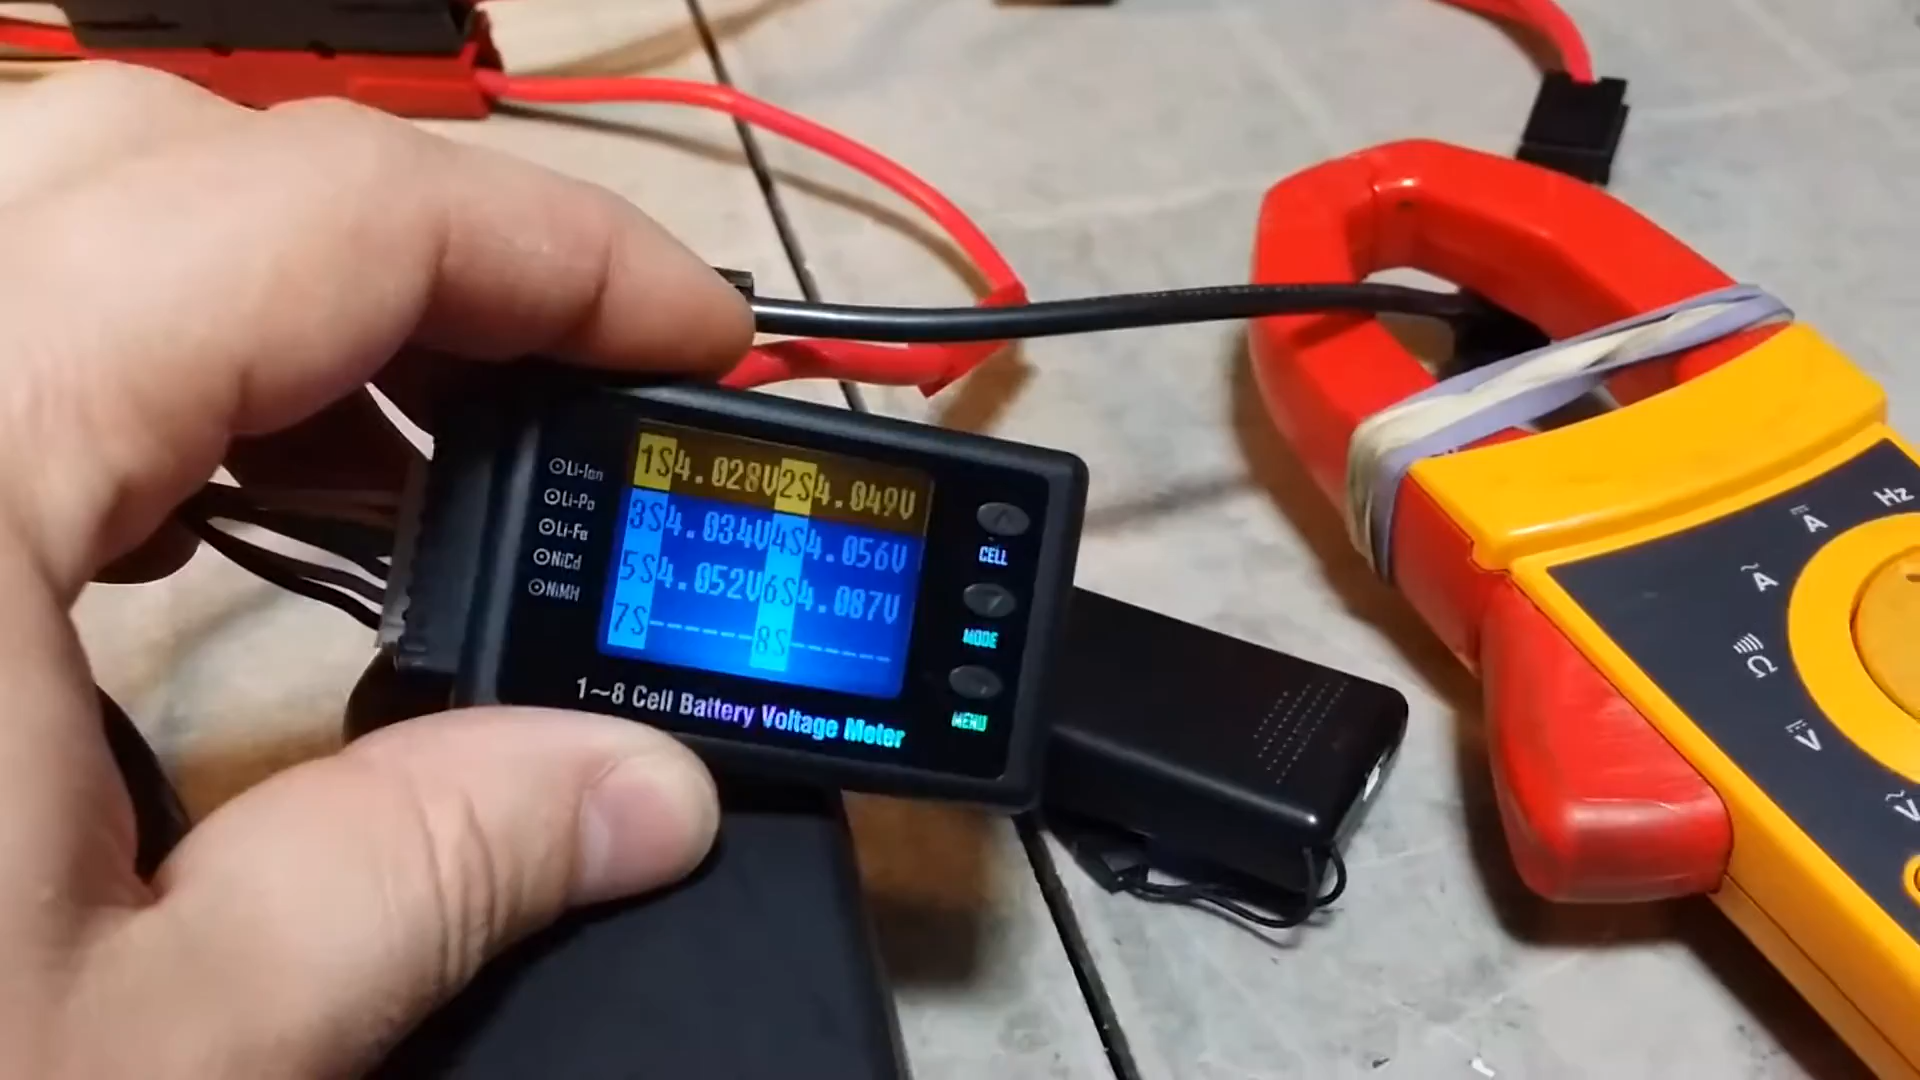 Li-Ion
Li-Po
Li-Fe
NiCd
NiMH
1S4.028V2S4.049V
3S4.034V4S4.056V
5S4.052V6S4.087V
7S------8S------
CELL
MODE
MENU
1~8 Cell Battery Voltage Meter
Hz
A
A
Ω
V
V